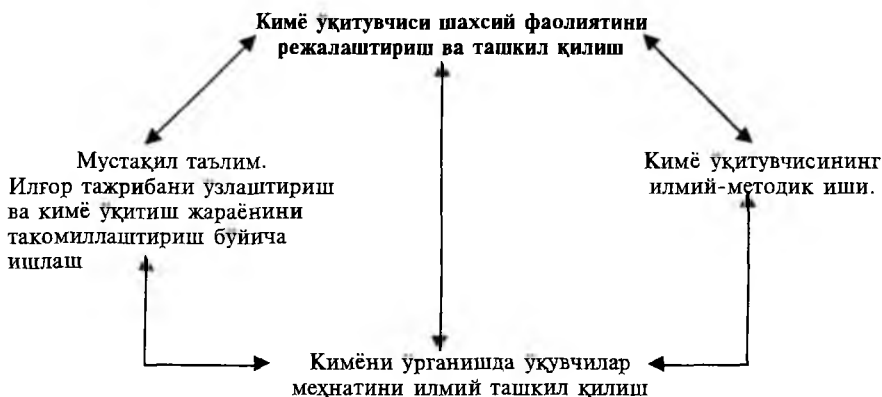 Кимё ўқитувчиси шахсий фаолиятини
режалаштириш ва ташкил қилиш
Мустақил таълим.
Илғор тажрибани ўзлаштириш
ва кимё ўқитиш жараёнини
такомиллаштириш бўйича
ишлаш
Кимё ўқитувчисининг
илмий-методик иши.
Кимёни ўрганишда ўқувчилар
меҳнатини илмий ташкил қилиш